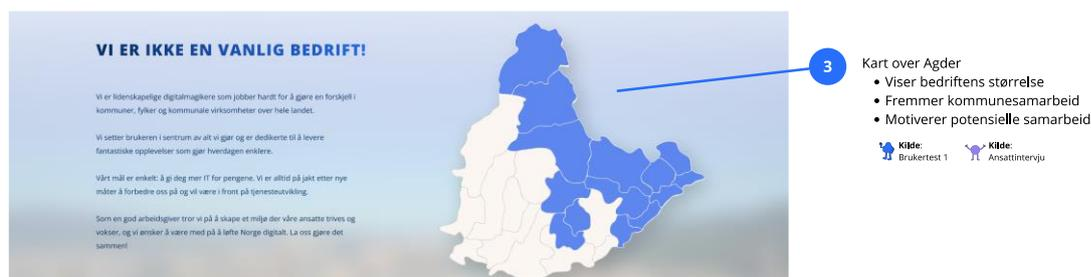 VI ER IKKE EN VANLIG BEDRIFT!
Vi er lidenskapelige digitalmagikere som jobber hardt for å gjøre en forskjell i
kommuner, fylker og kommunale virksomheter over hele landet.
Vi setter brukeren i sentrum av alt vi gjør og er dedikerte til å levere
fantastiske opplevelser som gjør hverdagen enklere.
Vårt mål er enkelt: å gi deg mer IT for pengene. Vi er alltid på jakt etter nye
måter å forbedre oss på og vil være i front på tjenesteutvikling.
Som en god arbeidsgiver tror vi på å skape et miljø der våre ansatte trives og
vokser, og vi ønsker å være med på å løfte Norge digitalt. La oss gjøre det
sammen!
3
Kart over Agder
• Viser bedriftens størrelse
• Fremmer kommunesamarbeid
• Motiverer potensielle samarbeid
Kilde:
Brukertest 1
Kilde:
Ansattintervju